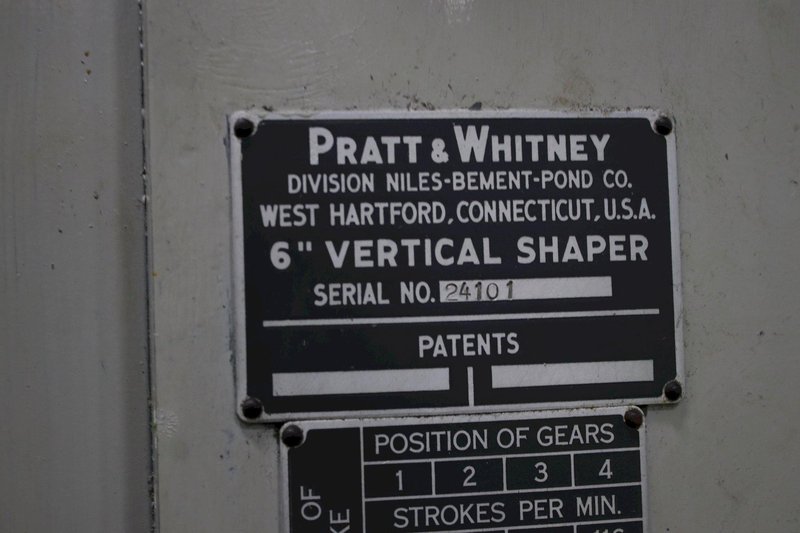 PRATT & WHITNEY
DIVISION NILES-BEMENT-POND CO.
WEST HARTFORD, CONNECTICUT, U.S.A.
6" VERTICAL SHAPER
SERIAL NO. 24101
PATENTS
POSITION OF GEARS
1 2 3 4
STROKES PER MIN.
OF